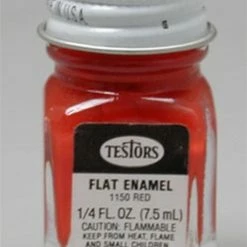 IN U.S.A.
TESTORS
FLAT ENAMEL
1150 RED
1/4 FL. OZ. (7.5 mL)
CAUTION: FLAMMABLE
KEEP FROM HEAT, FLAME
AND SMALL CHILDREN